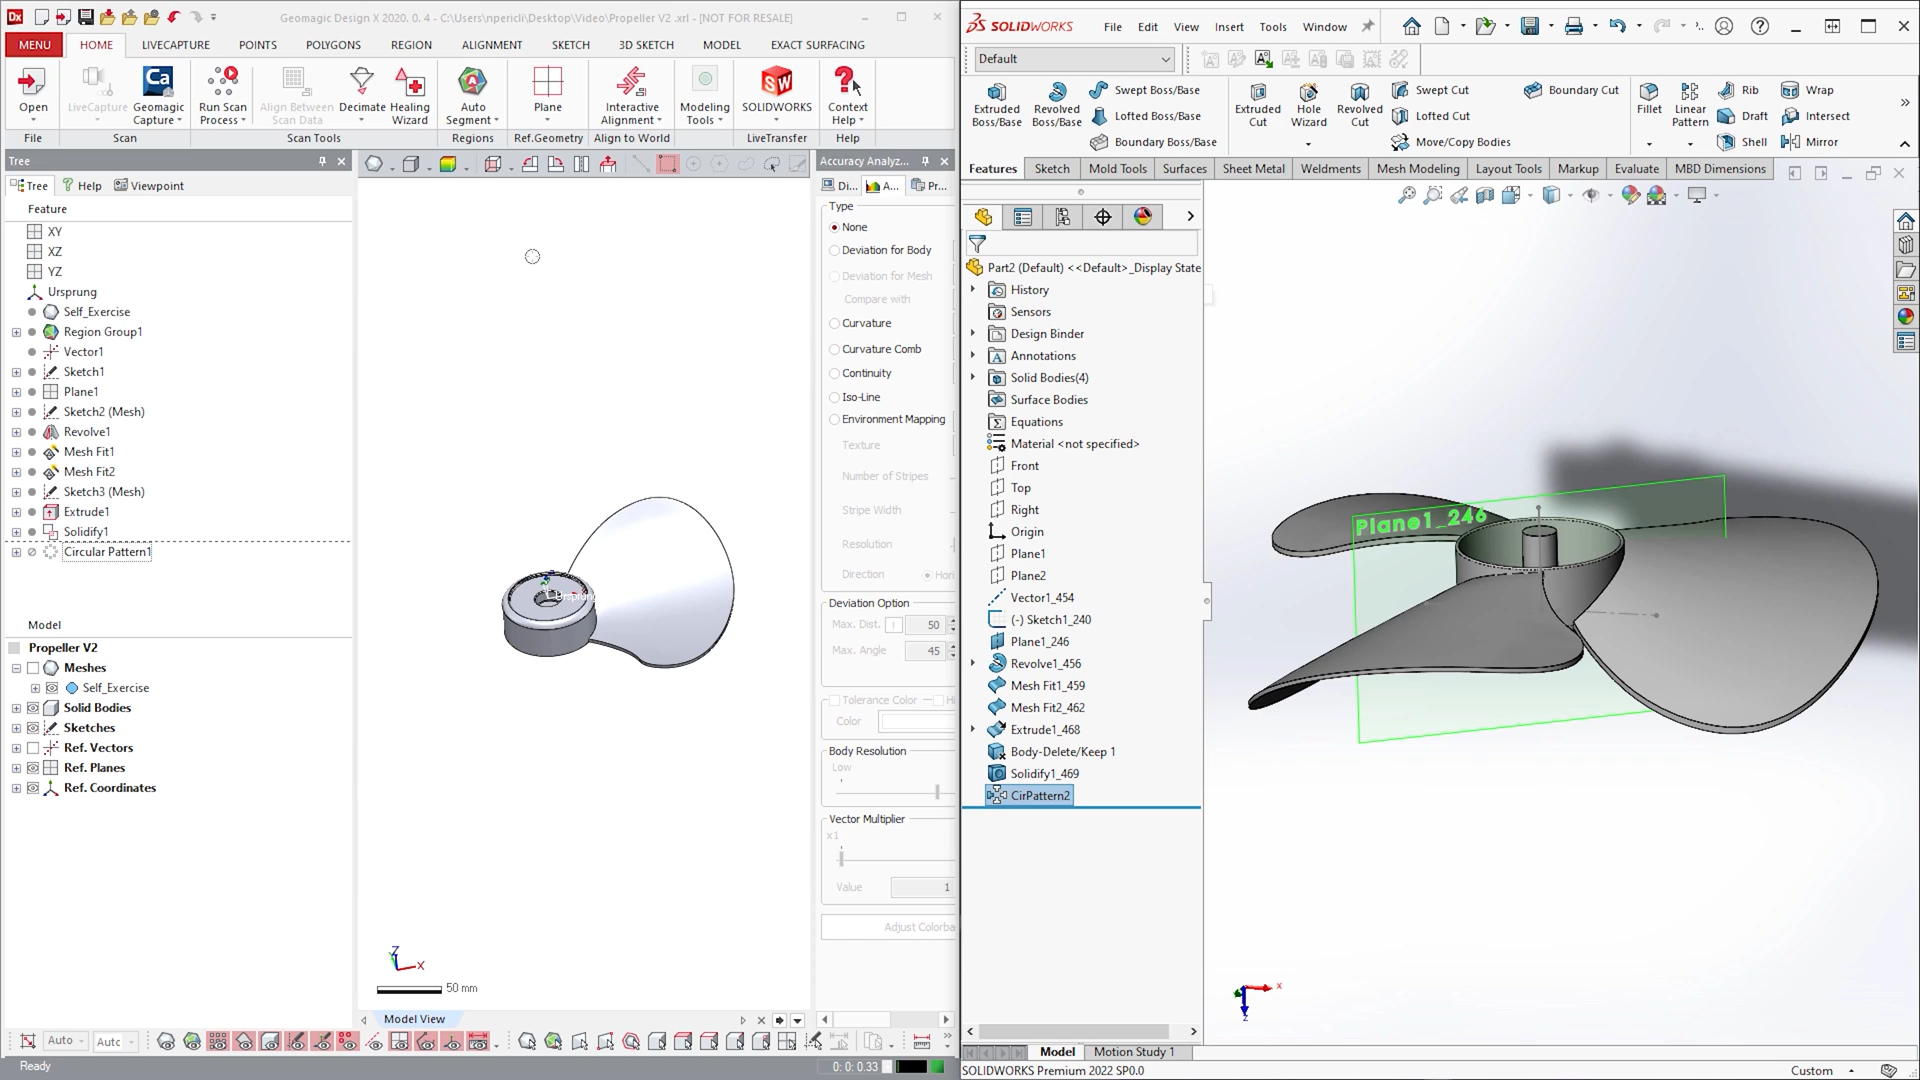 Geomagic Design X 2020. 0. 4 - C:\Users\npericli\Desktop\Video\Propeller V2 .xrl - [NOT FOR RESALE]
MENU HOME LIVECAPTURE POINTS POLYGONS REGION ALIGNMENT SKETCH 3D SKETCH MODEL EXACT SURFACING
Open
LiveCapture
Geomagic Capture
Run Scan Process
Align Between Scan Data
Decimate
Healing Wizard
Auto Segment
Plane
Interactive Alignment
Modeling Tools
SOLIDWORKS
Context Help
File Scan Scan Tools Regions Ref.Geometry Align to World LiveTransfer Help
Tree
Tree Help Viewpoint
Feature
XY
XZ
YZ
Ursprung
Self_Exercise
Region Group1
Vector1
Sketch1
Plane1
Sketch2 (Mesh)
Revolve1
Mesh Fit1
Mesh Fit2
Sketch3 (Mesh)
Extrude1
Solidify1
Circular Pattern1
Model
Propeller V2
Meshes
Self_Exercise
Solid Bodies
Sketches
Ref. Vectors
Ref. Planes
Ref. Coordinates
Ursprung
Z
X
50 mm
Model View
Auto
Autc
Ready
0: 0: 0.33
Accuracy Analyz...
Di... A... Pr...
Type
None
Deviation for Body
Deviation for Mesh
Compare with
Curvature
Curvature Comb
Continuity
Iso-Line
Environment Mapping
Texture
Number of Stripes
Stripe Width
Resolution
Direction Hori
Deviation Option
Max. Dist. 50
Max. Angle 45
Tolerance Color Hi
Color
Body Resolution
Low
Vector Multiplier
x1
Value 1
Adjust Colorba
SOLIDWORKS File Edit View Insert Tools Window
Default
Extruded Boss/Base
Revolved Boss/Base
Swept Boss/Base
Lofted Boss/Base
Boundary Boss/Base
Extruded Cut
Hole Wizard
Revolved Cut
Swept Cut
Lofted Cut
Move/Copy Bodies
Boundary Cut
Fillet
Linear Pattern
Rib
Draft
Shell
Wrap
Intersect
Mirror
Features Sketch Mold Tools Surfaces Sheet Metal Weldments Mesh Modeling Layout Tools Markup Evaluate MBD Dimensions
Part2 (Default) <<Default>_Display State
History
Sensors
Design Binder
Annotations
Solid Bodies(4)
Surface Bodies
Equations
Material <not specified>
Front
Top
Right
Origin
Plane1
Plane2
Vector1_454
(-) Sketch1_240
Plane1_246
Revolve1_456
Mesh Fit1_459
Mesh Fit2_462
Extrude1_468
Body-Delete/Keep 1
Solidify1_469
CirPattern2
Plane1_246
x
z
Model Motion Study 1
SOLIDWORKS Premium 2022 SP0.0
Custom